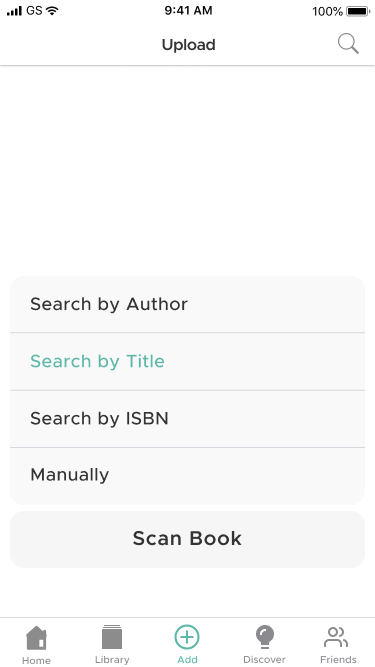 GS 9:41 AM 100%
Upload
Search by Author
Search by Title
Search by ISBN
Manually
Scan Book
Home Library Add Discover Friends